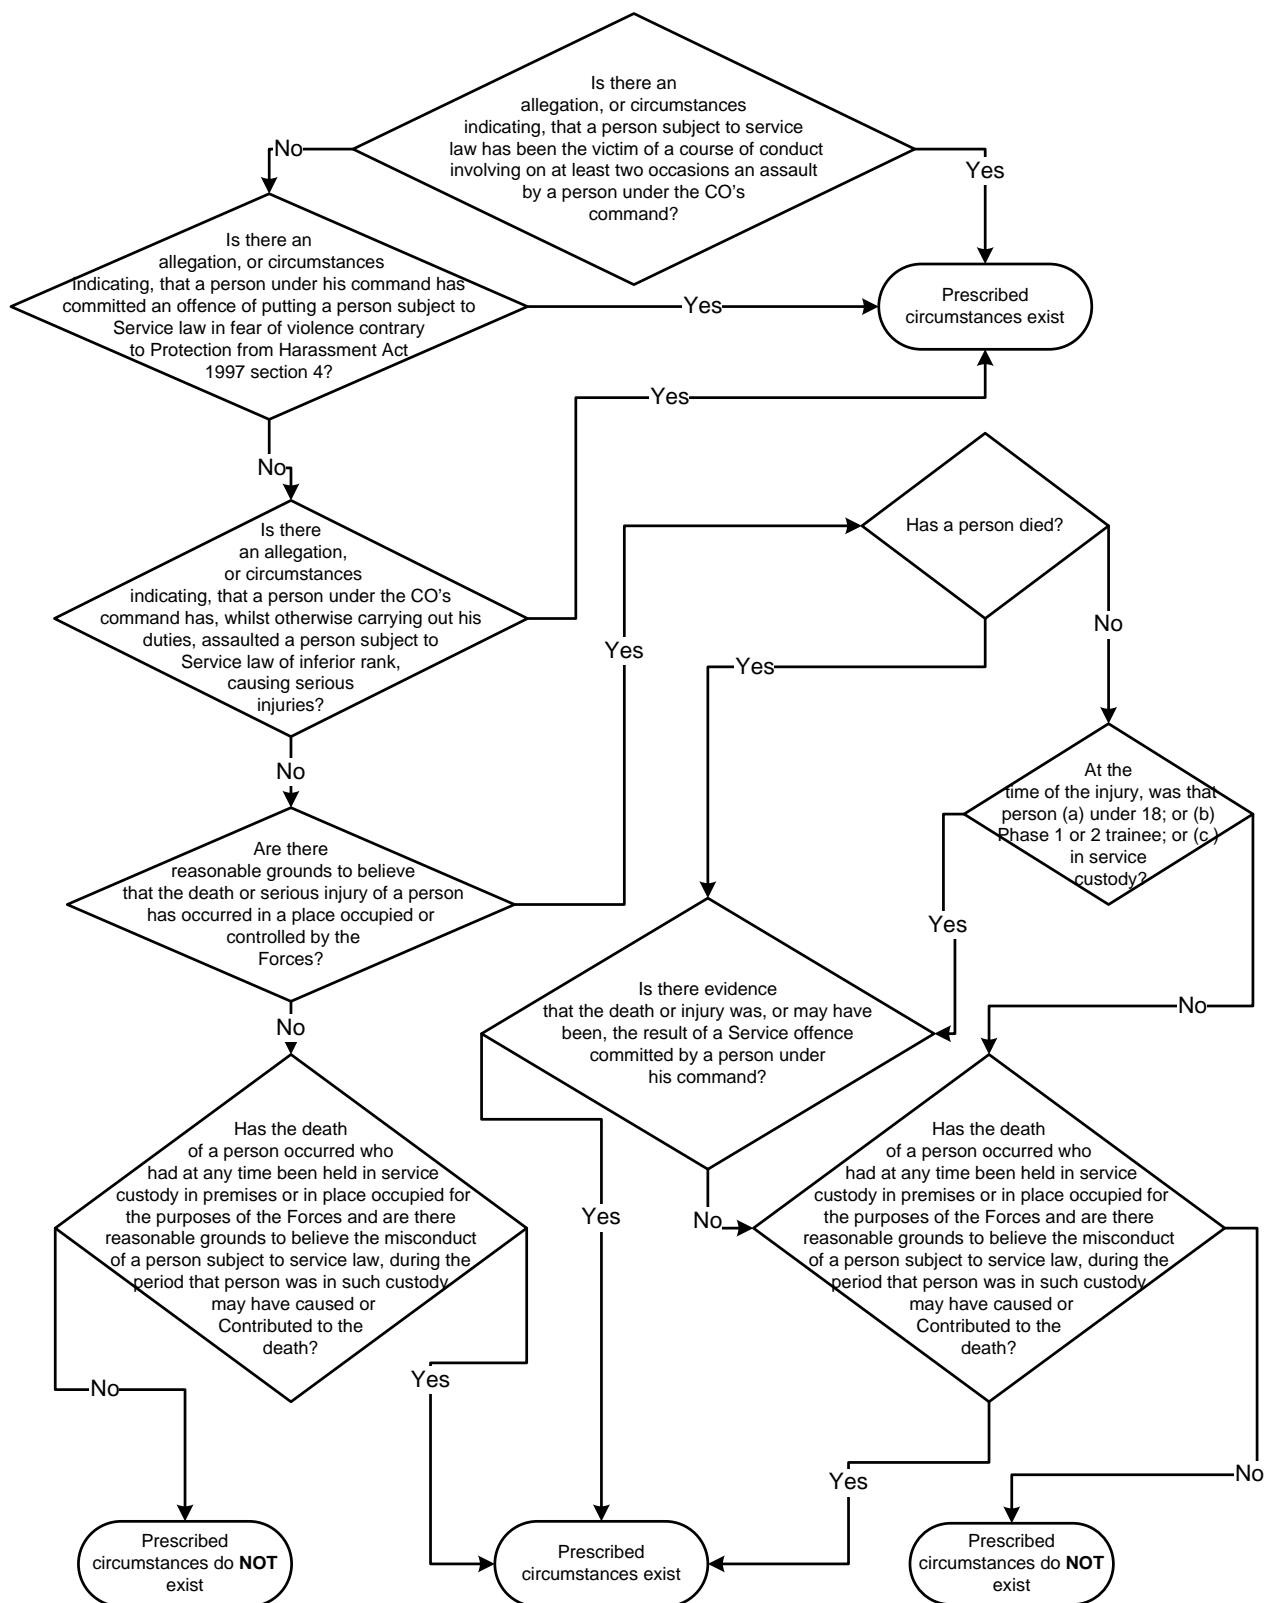 Is there an
allegation, or circumstances
indicating, that a person subject to service
law has been the victim of a course of conduct
involving on at least two occasions an assault
by a person under the CO's
command?
No
Yes
Is there an
allegation, or circumstances
indicating, that a person under his command has
committed an offence of putting a person subject to
Service law in fear of violence contrary
to Protection from Harassment Act
1997 section 4?
Yes
Prescribed
circumstances exist
Yes
No
Is there
an allegation,
or circumstances
indicating, that a person under the CO's
command has, whilst otherwise carrying out his
duties, assaulted a person subject to
Service law of inferior rank,
causing serious
injuries?
Has a person died?
Yes
Yes
No
No
At the
time of the injury, was that
person (a) under 18; or (b)
Phase 1 or 2 trainee; or (c.)
in service
custody?
Are there
reasonable grounds to believe
that the death or serious injury of a person
has occurred in a place occupied or
controlled by the
Forces?
Yes
No
No
Is there evidence
that the death or injury was, or may have
been, the result of a Service offence
committed by a person under
his command?
Has the death
of a person occurred who
had at any time been held in service
custody in premises or in place occupied for
the purposes of the Forces and are there
reasonable grounds to believe the misconduct
of a person subject to service law, during the
period that person was in such custody
may have caused or
Contributed to the
death?
Yes
No
Has the death
of a person occurred who
had at any time been held in service
custody in premises or in place occupied for
the purposes of the Forces and are there
reasonable grounds to believe the misconduct
of a person subject to service law, during the
period that person was in such custody
may have caused or
Contributed to the
death?
No
Yes
Yes
No
Prescribed
circumstances do NOT
exist
Prescribed
circumstances exist
Prescribed
circumstances do NOT
exist